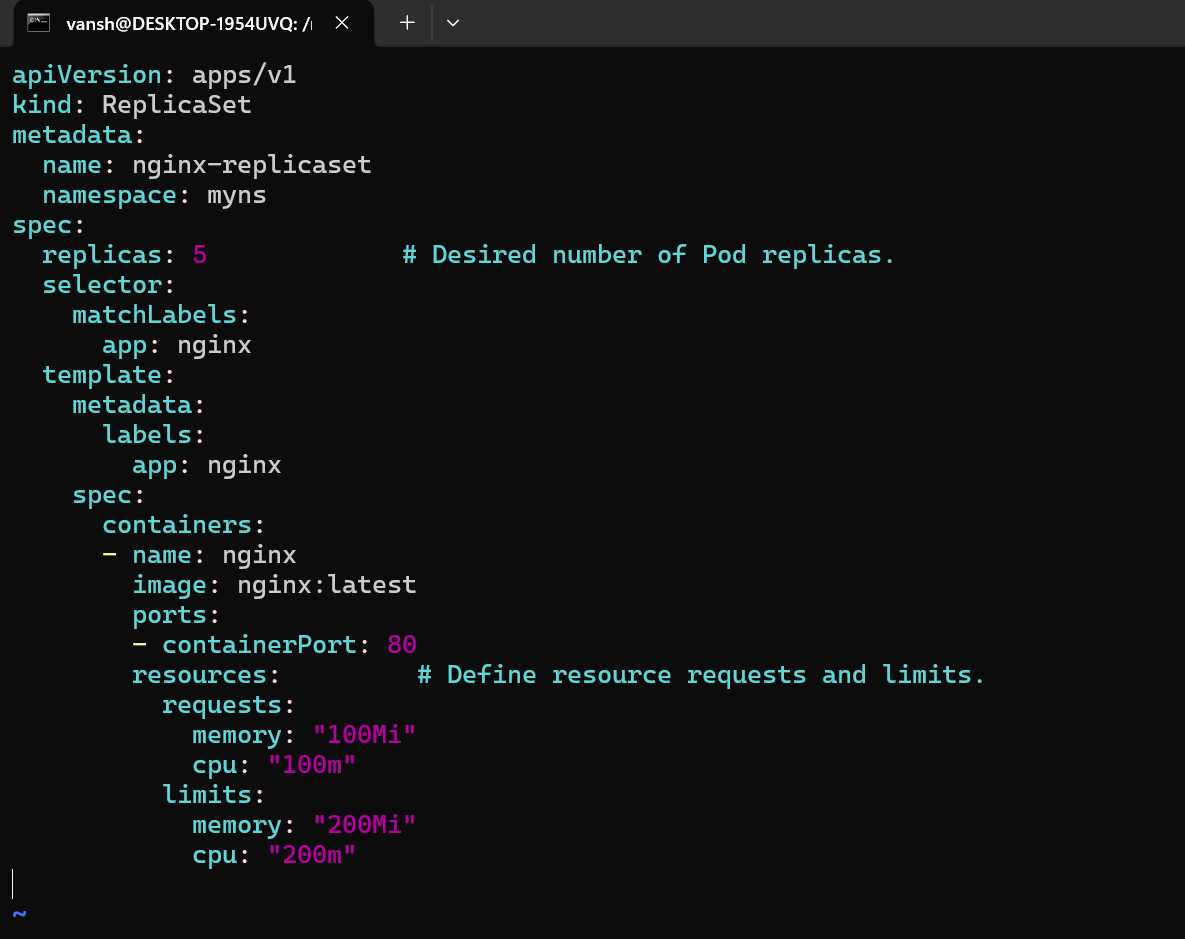 vansh@DESKTOP-1954UVQ: /
apiVersion: apps/v1
kind: ReplicaSet
metadata:
  name: nginx-replicaset
  namespace: myns
spec:
  replicas: 5             # Desired number of Pod replicas.
  selector:
    matchLabels:
      app: nginx
  template:
    metadata:
      labels:
        app: nginx
    spec:
      containers:
      - name: nginx
        image: nginx:latest
        ports:
        - containerPort: 80
        resources:         # Define resource requests and limits.
          requests:
            memory: "100Mi"
            cpu: "100m"
          limits:
            memory: "200Mi"
            cpu: "200m"
~